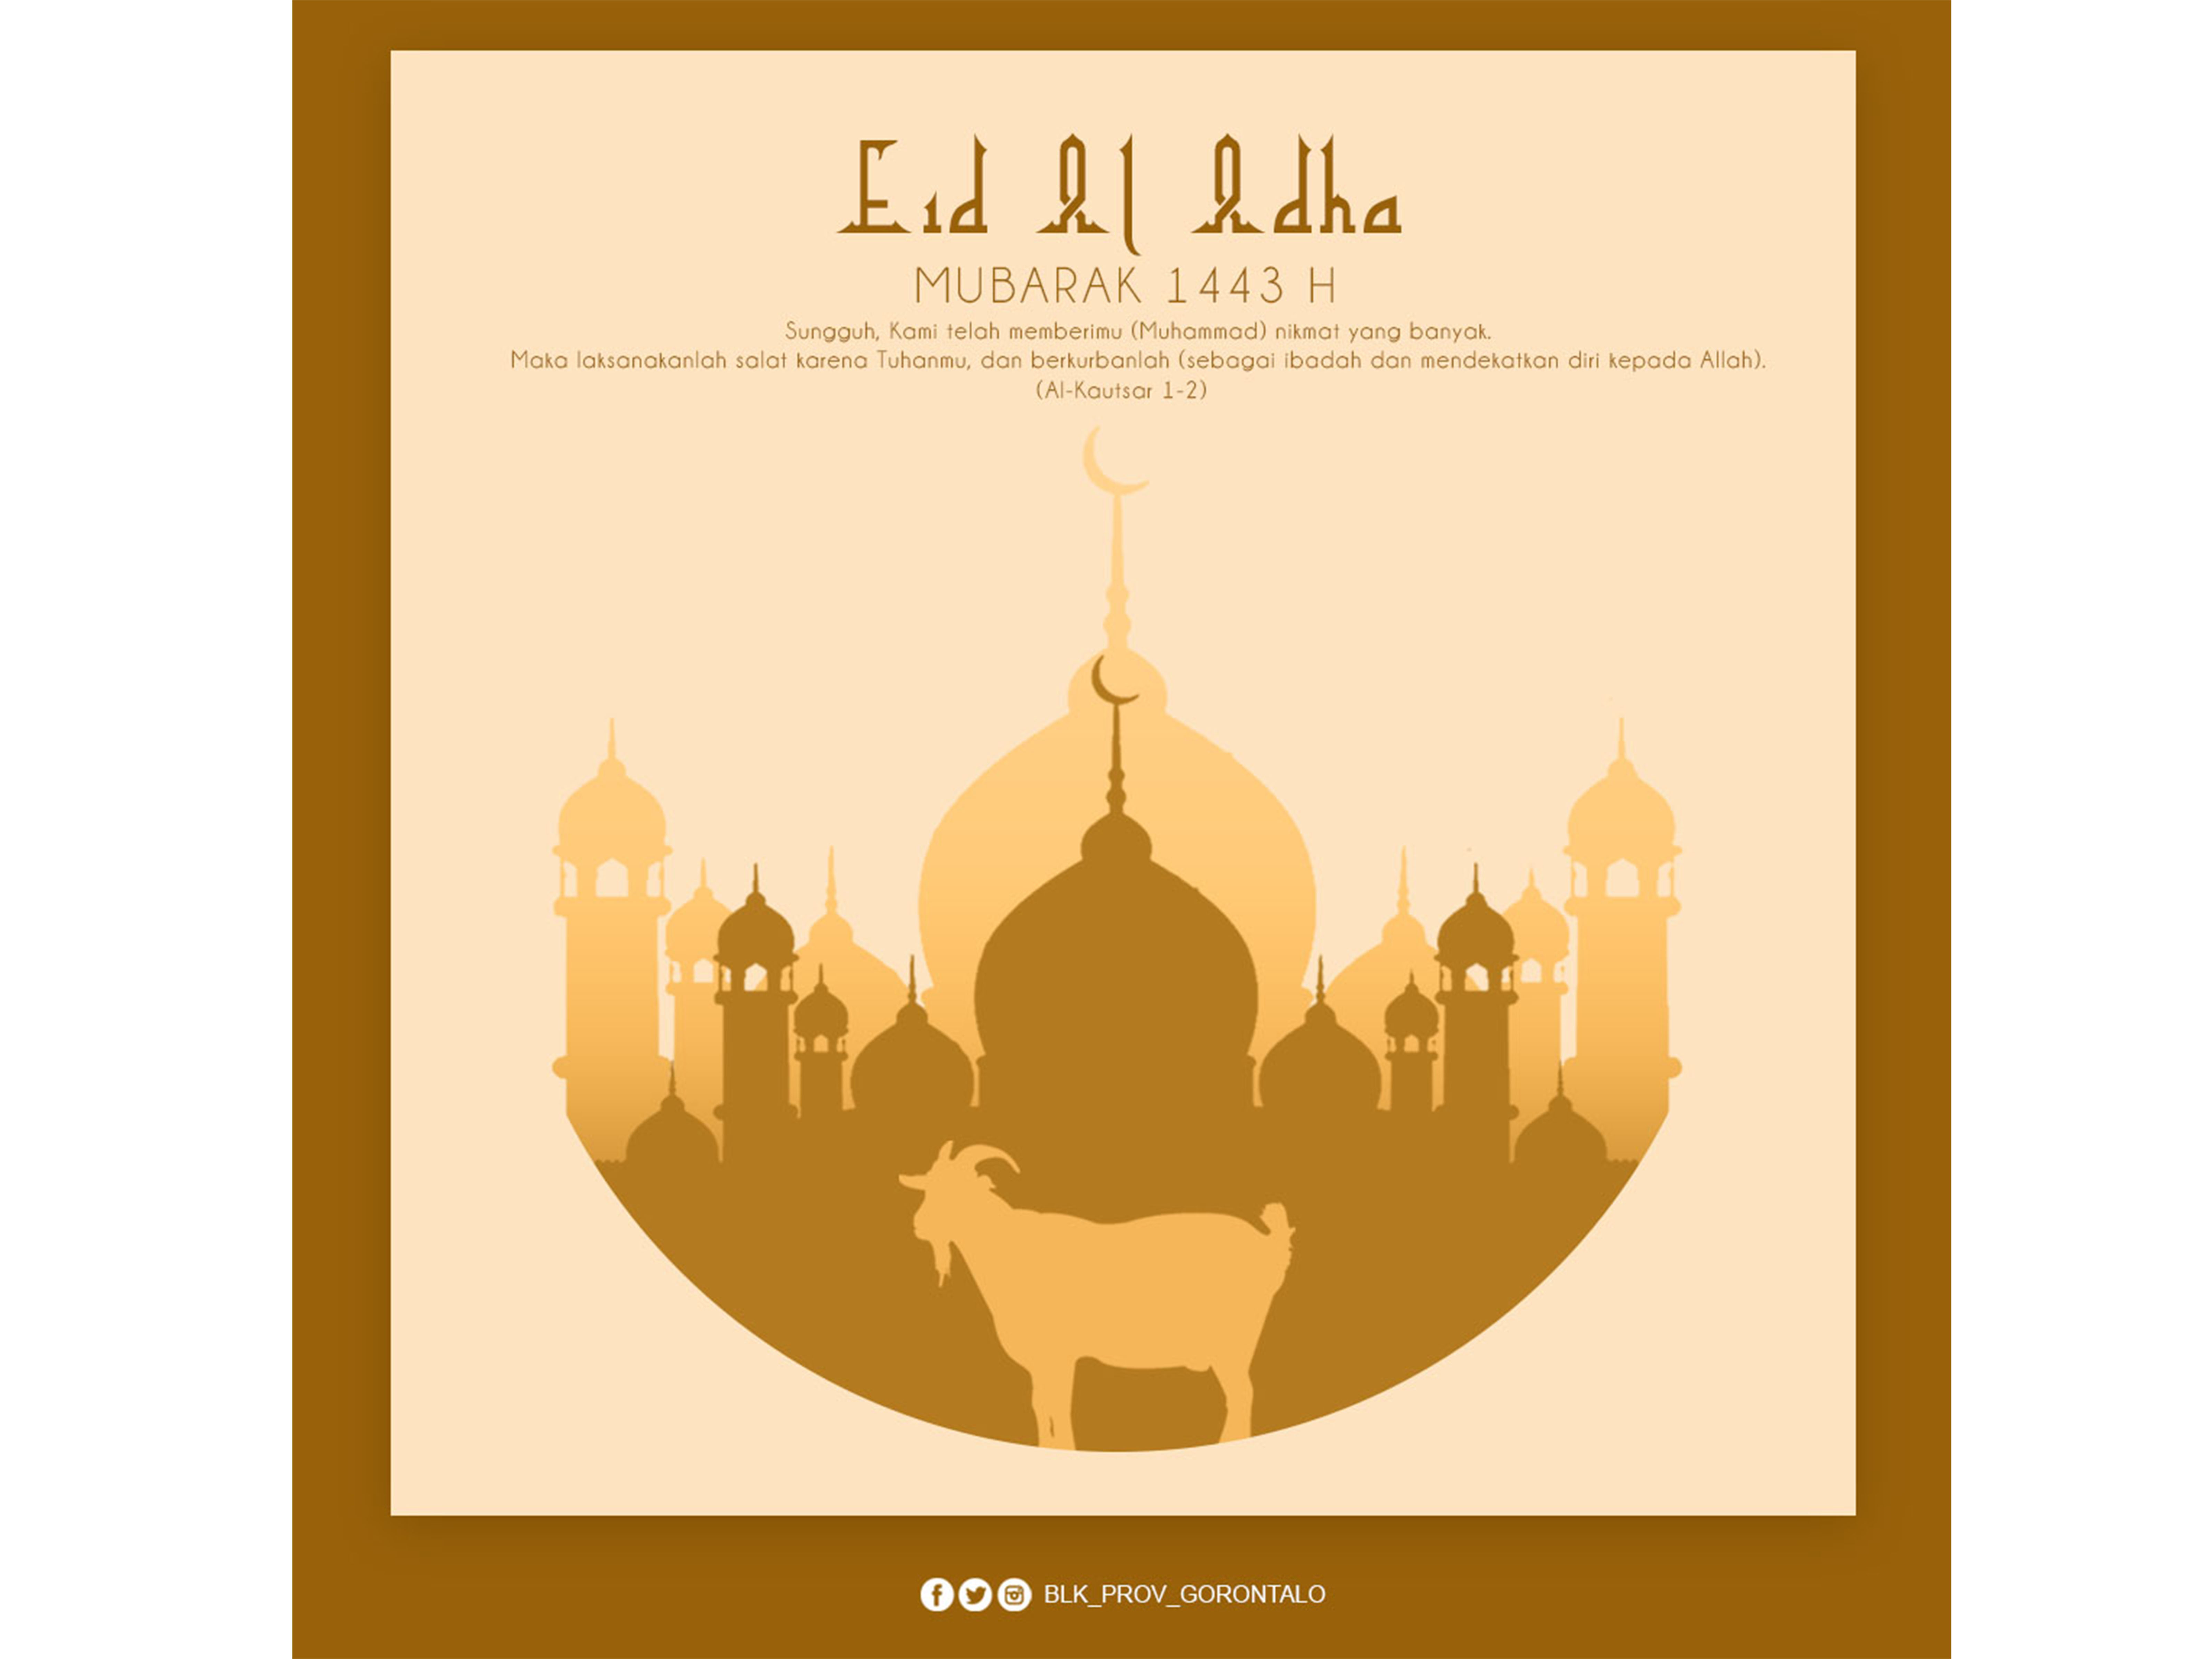 Eid Al Adha
MUBARAK 1443 H
Sungguh, Kami telah memberimu (Muhammad) nikmat yang banyak.
Maka laksanakanlah salat karena Tuhanmu, dan berkurbanlah (sebagai ibadah dan mendekatkan diri kepada Allah).
(Al-Kautsar 1-2)
BLK_PROV_GORONTALO